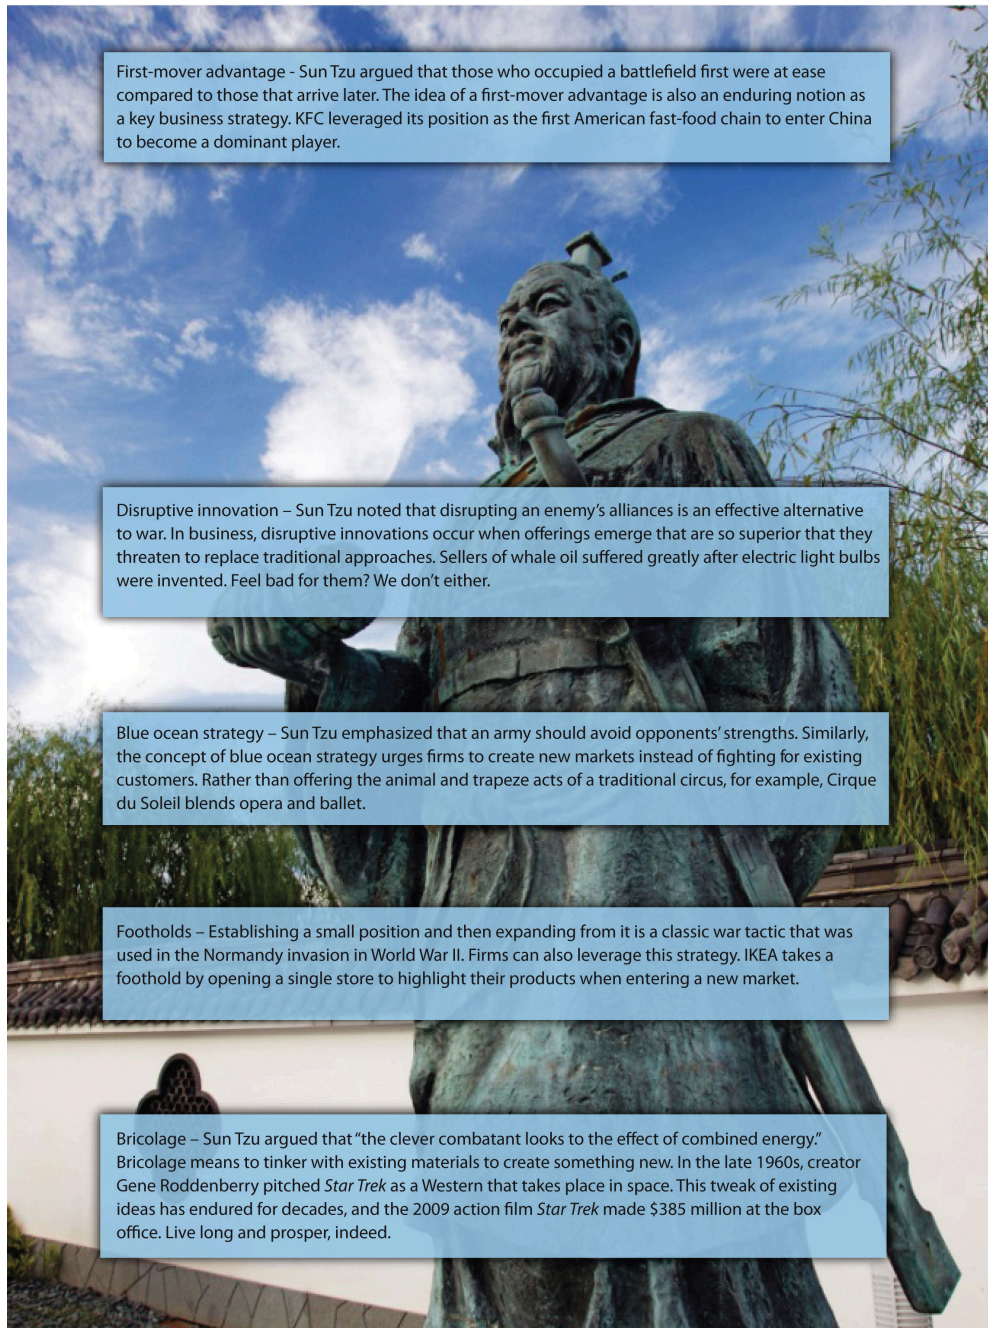 First-mover advantage - Sun Tzu argued that those who occupied a battlefield first were at ease
compared to those that arrive later. The idea of a first-mover advantage is also an enduring notion as
a key business strategy. KFC leveraged its position as the first American fast-food chain to enter China
to become a dominant player.
Disruptive innovation – Sun Tzu noted that disrupting an enemy’s alliances is an effective alternative
to war. In business, disruptive innovations occur when offerings emerge that are so superior that they
threaten to replace traditional approaches. Sellers of whale oil suffered greatly after electric light bulbs
were invented. Feel bad for them? We don’t either.
Blue ocean strategy – Sun Tzu emphasized that an army should avoid opponents’ strengths. Similarly,
the concept of blue ocean strategy urges firms to create new markets instead of fighting for existing
customers. Rather than offering the animal and trapeze acts of a traditional circus, for example, Cirque
du Soleil blends opera and ballet.
Footholds – Establishing a small position and then expanding from it is a classic war tactic that was
used in the Normandy invasion in World War II. Firms can also leverage this strategy. IKEA takes a
foothold by opening a single store to highlight their products when entering a new market.
Bricolage – Sun Tzu argued that “the clever combatant looks to the effect of combined energy.”
Bricolage means to tinker with existing materials to create something new. In the late 1960s, creator
Gene Roddenberry pitched Star Trek as a Western that takes place in space. This tweak of existing
ideas has endured for decades, and the 2009 action film Star Trek made $385 million at the box
office. Live long and prosper, indeed.